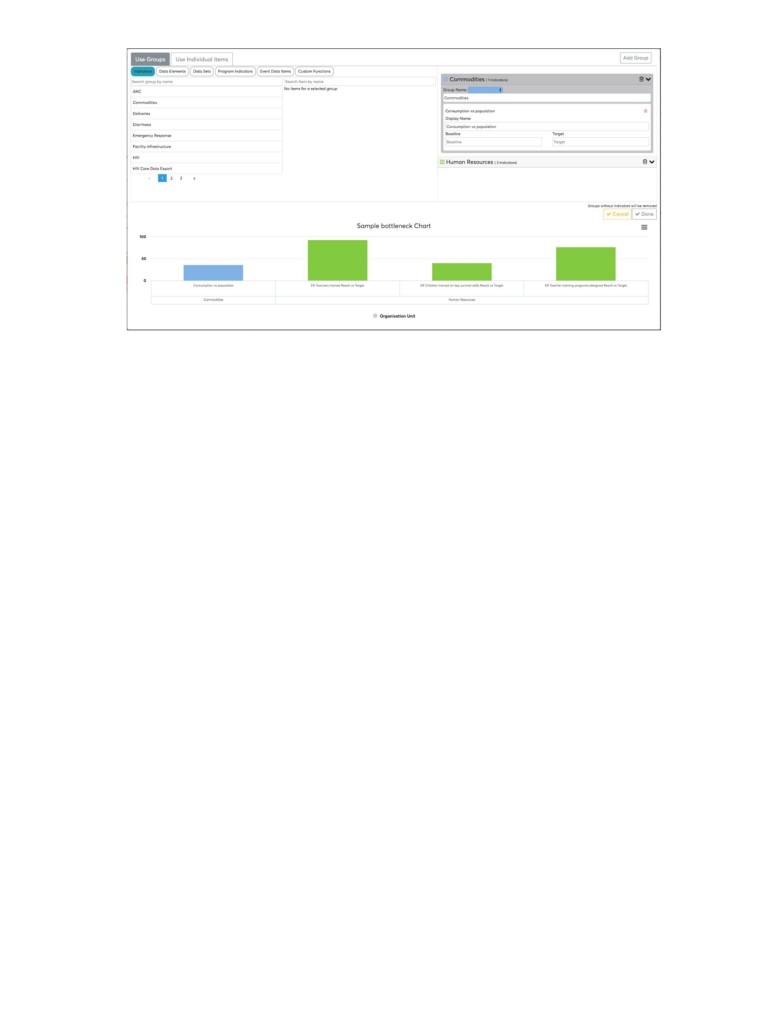 Use Groups
Use Individual Items
Add Group
Indicators
Data Elements
Data Sets
Program Indicators
Event Data Items
Custom Functions
Search group by name
Search item by name
No items for a selected group
ANC
Commodities
Deliveries
Diarrhoea
Emergency Response
Facility Infrastructure
HIV
HIV Core Data Export
1 2 3 »
Commodities ( 1 Indicators)
Group Name
Commodities
Consumption vs population
Display Name
Consumption vs population
Baseline
Target
Baseline
Target
Human Resources ( 3 Indicators)
Groups without indicators will be removed
Cancel
Done
Sample bottleneck Chart
100
50
0
Consumption vs population
ER Teachers trained Result vs Target
ER Children trained on key survival skills Result vs Target
ER Teacher training programs designed Result vs Target
Commodities
Human Resources
Organisation Unit